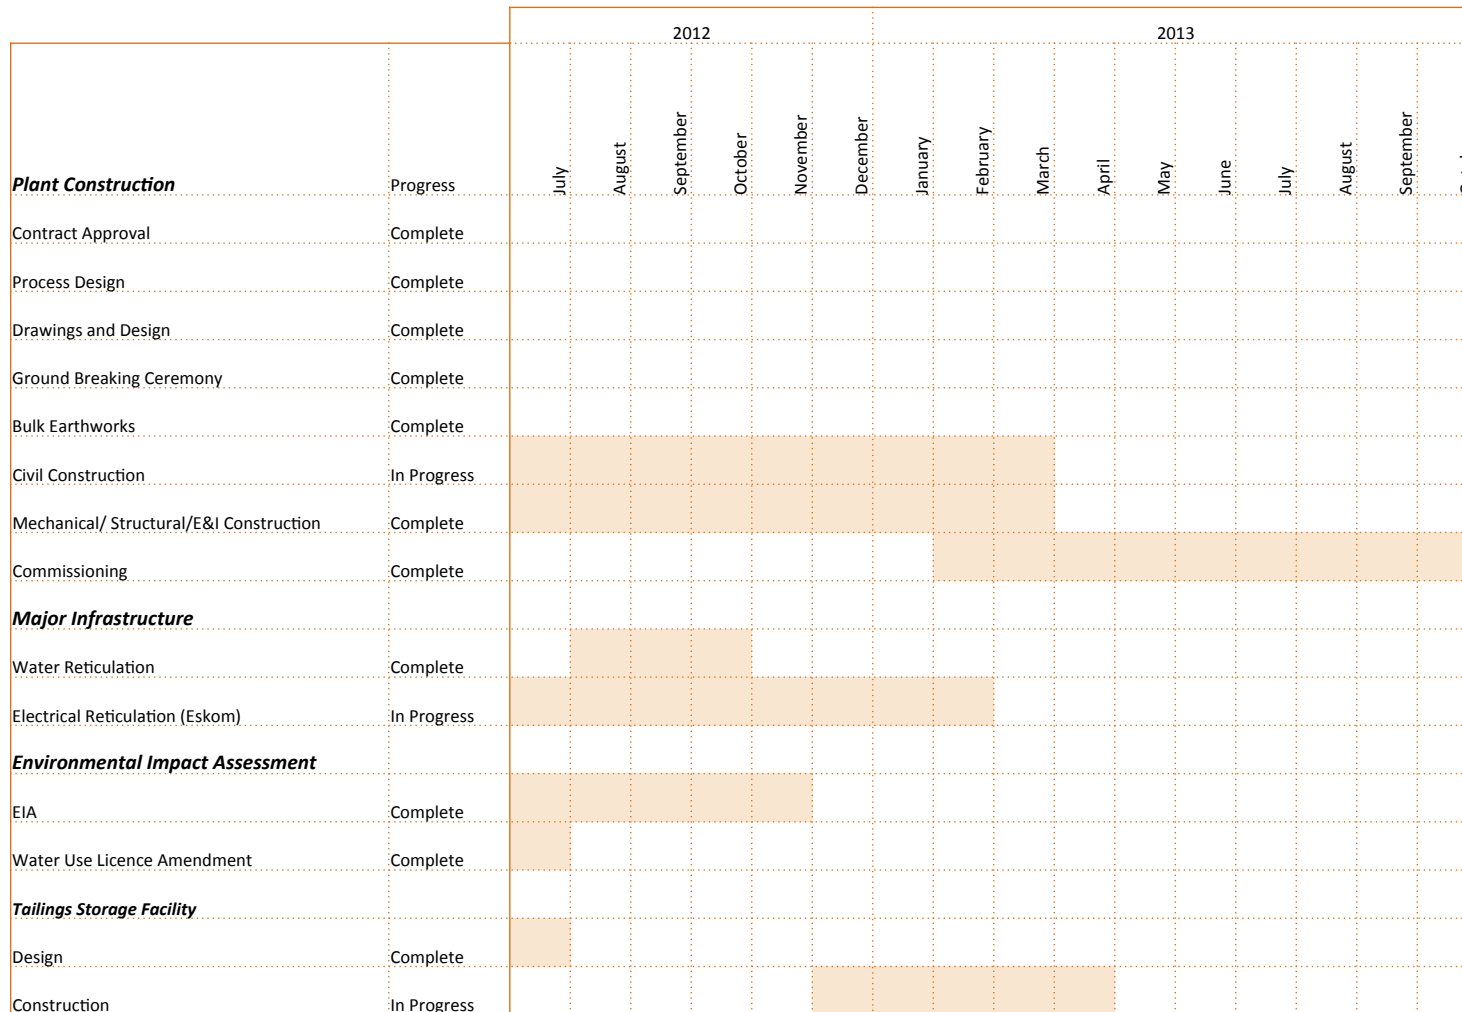 2012 2013
Plant Construction Progress July August September October November December January February March April May June July August September
Contract Approval Complete
Process Design Complete
Drawings and Design Complete
Ground Breaking Ceremony Complete
Bulk Earthworks Complete
Civil Construction In Progress
Mechanical/ Structural/E&I Construction Complete
Commissioning Complete
Major Infrastructure
Water Reticulation Complete
Electrical Reticulation (Eskom) In Progress
Environmental Impact Assessment
EIA Complete
Water Use Licence Amendment Complete
Tailings Storage Facility
Design Complete
Construction In Progress